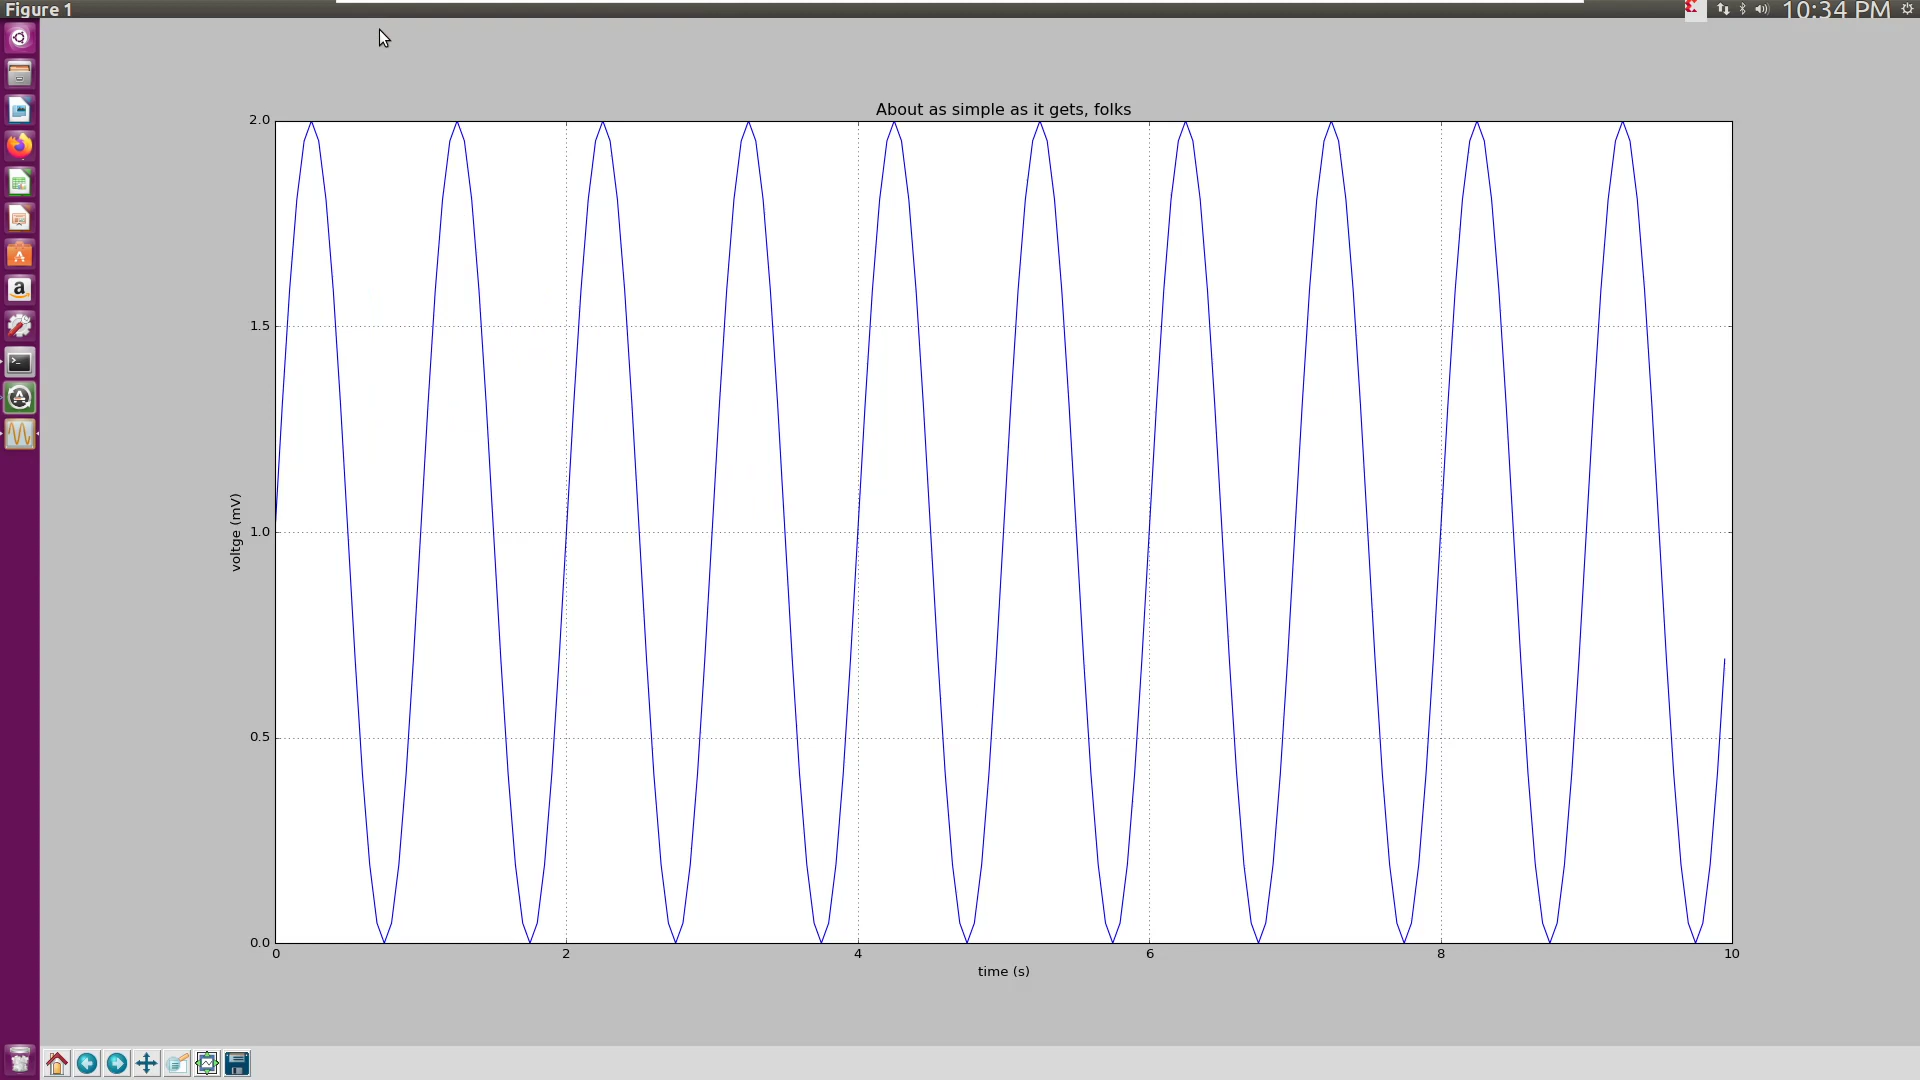 Figure 1
10:34 PM
About as simple as it gets, folks
2.0
1.5
1.0
0.5
0.0
voltge (mV)
0 2 4 6 8 10
time (s)